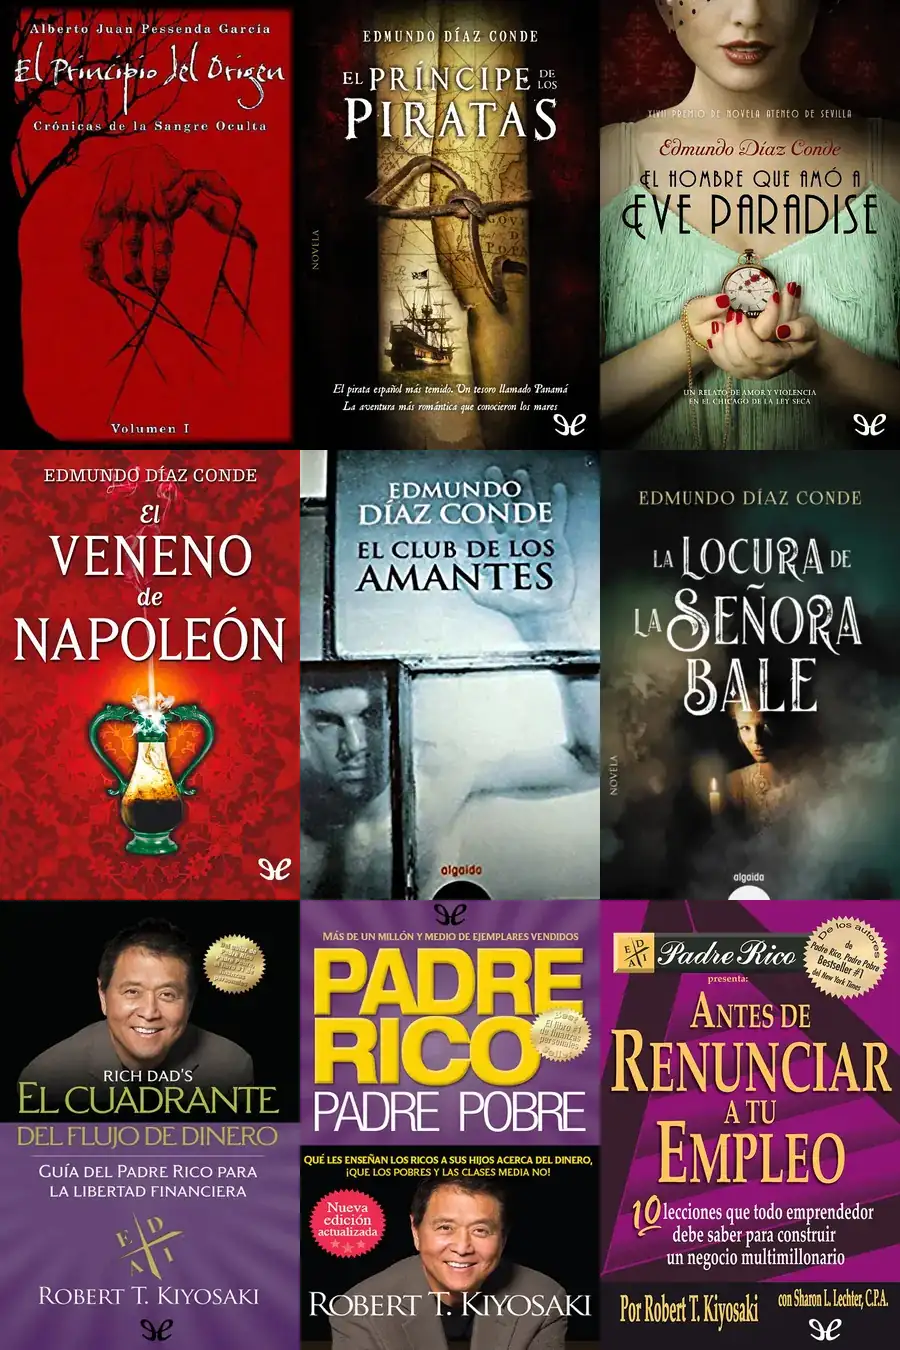 Alberto Juan Pessenda García
El Principio del Origen
Crónicas de la Sangre Oculta
Volumen I
EDMUNDO DÍAZ CONDE
EL PRÍNCIPE DE LOS
PIRATAS
NOVELA
El pirata español más temido. Un tesoro llamado Panamá
La aventura más romántica que conocieron los mares
XLVII PREMIO DE NOVELA ATENEO DE SEVILLA
Edmundo Díaz Conde
EL HOMBRE QUE AMÓ A
EVE PARADISE
UN RELATO DE AMOR Y VIOLENCIA
EN EL CHICAGO DE LA LEY SECA
EDMUNDO DÍAZ CONDE
El
VENENO
de
NAPOLEÓN
EDMUNDO
DÍAZ CONDE
EL CLUB DE LOS
AMANTES
algaida
EDMUNDO DÍAZ CONDE
LA LOCURA DE
LA SEÑORA
BALE
NOVELA
algaida
RICH DAD'S
EL CUADRANTE
DEL FLUJO DE DINERO
GUÍA DEL PADRE RICO PARA
LA LIBERTAD FINANCIERA
E D
A T I
ROBERT T. KIYOSAKI
MÁS DE UN MILLÓN Y MEDIO DE EJEMPLARES VENDIDOS
PADRE
RICO
El libro #1
de finanzas
personales
PADRE POBRE
QUÉ LES ENSEÑAN LOS RICOS A SUS HIJOS ACERCA DEL DINERO,
¡QUE LOS POBRES Y LAS CLASES MEDIA NO!
Nueva
edición
actualizada
ROBERT T. KIYOSAKI
E D
A T I
Padre Rico
presenta:
De los autores
de
Padre Rico, Padre Pobre
Bestseller #1
del New York Times
ANTES DE
RENUNCIAR
A TU
EMPLEO
10 lecciones que todo emprendedor
debe saber para construir
un negocio multimillonario
Por Robert T. Kiyosaki
con Sharon L. Lechter, C.P.A.